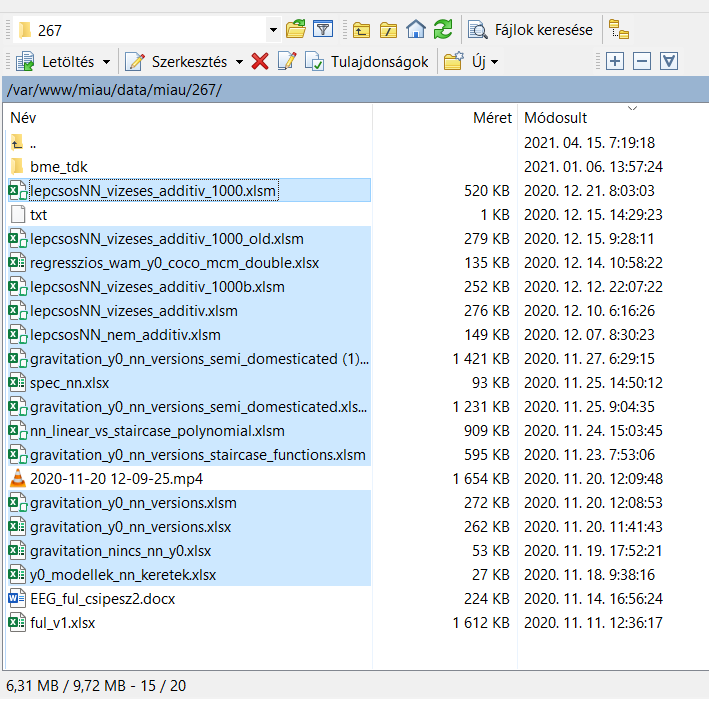 267
Fájlok keresése
Letöltés
Szerkesztés
Tulajdonságok
Új
/var/www/miau/data/miau/267/
Név Méret Módosult
.. 2021. 04. 15. 7:19:18
bme_tdk 2021. 01. 06. 13:57:24
lepcsosNN_vizeses_additiv_1000.xlsm 520 KB 2020. 12. 21. 8:03:03
txt 1 KB 2020. 12. 15. 14:29:23
lepcsosNN_vizeses_additiv_1000_old.xlsm 279 KB 2020. 12. 15. 9:28:11
regresszios_wam_y0_coco_mcm_double.xlsx 135 KB 2020. 12. 14. 10:58:22
lepcsosNN_vizeses_additiv_1000b.xlsm 252 KB 2020. 12. 12. 22:07:22
lepcsosNN_vizeses_additiv.xlsm 276 KB 2020. 12. 10. 6:16:26
lepcsosNN_nem_additiv.xlsm 149 KB 2020. 12. 07. 8:30:23
gravitation_y0_nn_versions_semi_domesticated (1)... 1 421 KB 2020. 11. 27. 6:29:15
spec_nn.xlsx 93 KB 2020. 11. 25. 14:50:12
gravitation_y0_nn_versions_semi_domesticated.xls... 1 231 KB 2020. 11. 25. 9:04:35
nn_linear_vs_staircase_polynomial.xlsm 909 KB 2020. 11. 24. 15:03:45
gravitation_y0_nn_versions_staircase_functions.xlsm 595 KB 2020. 11. 23. 7:53:06
2020-11-20 12-09-25.mp4 1 654 KB 2020. 11. 20. 12:09:48
gravitation_y0_nn_versions.xlsm 272 KB 2020. 11. 20. 12:08:53
gravitation_y0_nn_versions.xlsx 262 KB 2020. 11. 20. 11:41:43
gravitation_nincs_nn_y0.xlsx 53 KB 2020. 11. 19. 17:52:21
y0_modellek_nn_keretek.xlsx 27 KB 2020. 11. 18. 9:38:16
EEG_ful_csipesz2.docx 224 KB 2020. 11. 14. 16:56:24
ful_v1.xlsx 1 612 KB 2020. 11. 11. 12:36:17
6,31 MB / 9,72 MB - 15 / 20